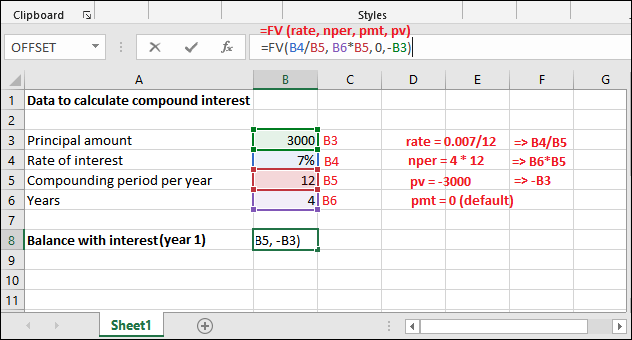 Clipboard Styles
=FV (rate, nper, pmt, pv)
OFFSET fx =FV(B4/B5, B6*B5, 0, -B3)
A B C D E F G
1 Data to calculate compound interest
2
3 Principal amount 3000 B3 rate = 0.007/12 => B4/B5
4 Rate of interest 7% B4 nper = 4 * 12 => B6*B5
5 Compounding period per year 12 B5 pv = -3000 => -B3
6 Years 4 B6 pmt = 0 (default)
7
8 Balance with interest (year 1) B5, -B3)
9
10
11
Sheet1